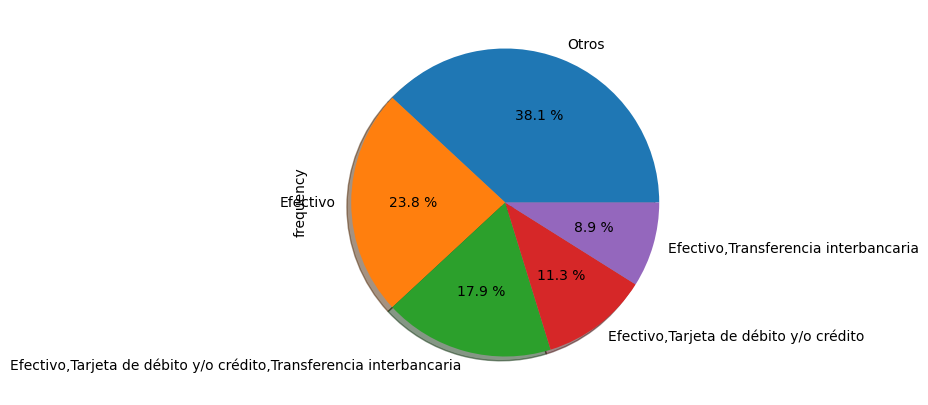 Otros
38.1 %
Efectivo
frequency
23.8 %
8.9 %
Efectivo,Transferencia interbancaria
11.3 %
17.9 %
Efectivo,Tarjeta de débito y/o crédito
Efectivo,Tarjeta de débito y/o crédito,Transferencia interbancaria